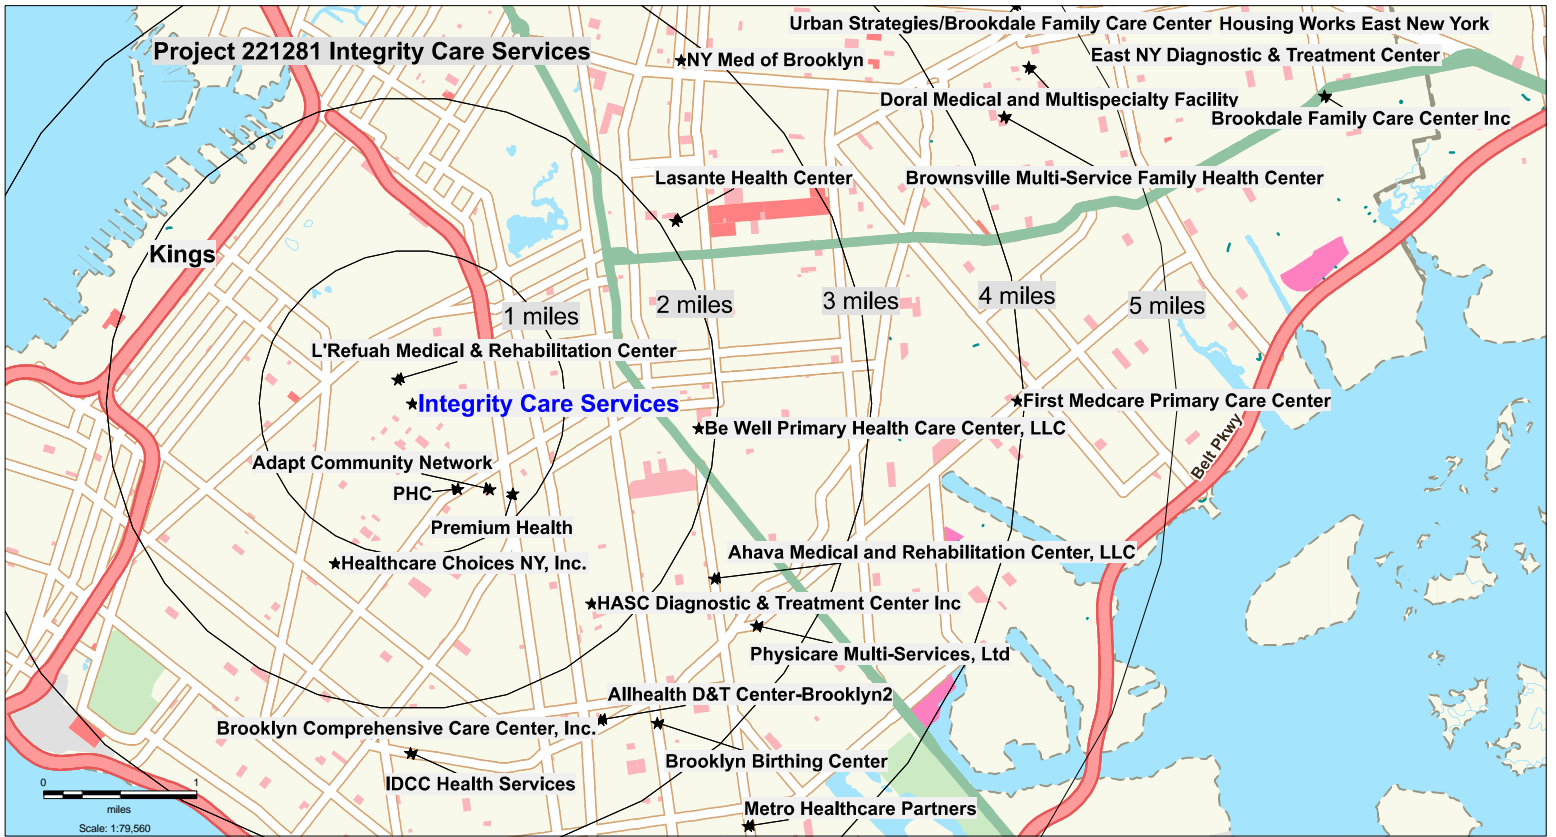 Urban Strategies/Brookdale Family Care Center Housing Works East New York
Project 221281 Integrity Care Services
NY Med of Brooklyn
East NY Diagnostic & Treatment Center
Doral Medical and Multispecialty Facility
Brookdale Family Care Center Inc
Lasante Health Center
Brownsville Multi-Service Family Health Center
Kings
1 miles
2 miles
3 miles
4 miles
5 miles
L'Refuah Medical & Rehabilitation Center
Integrity Care Services
First Medcare Primary Care Center
Be Well Primary Health Care Center, LLC
Belt Pkwy
Adapt Community Network
PHC
Premium Health
Ahava Medical and Rehabilitation Center, LLC
Healthcare Choices NY, Inc.
HASC Diagnostic & Treatment Center Inc
Physicare Multi-Services, Ltd
Allhealth D&T Center-Brooklyn2
Brooklyn Comprehensive Care Center, Inc.
Brooklyn Birthing Center
IDCC Health Services
Metro Healthcare Partners
0 1
miles
Scale: 1:79,560